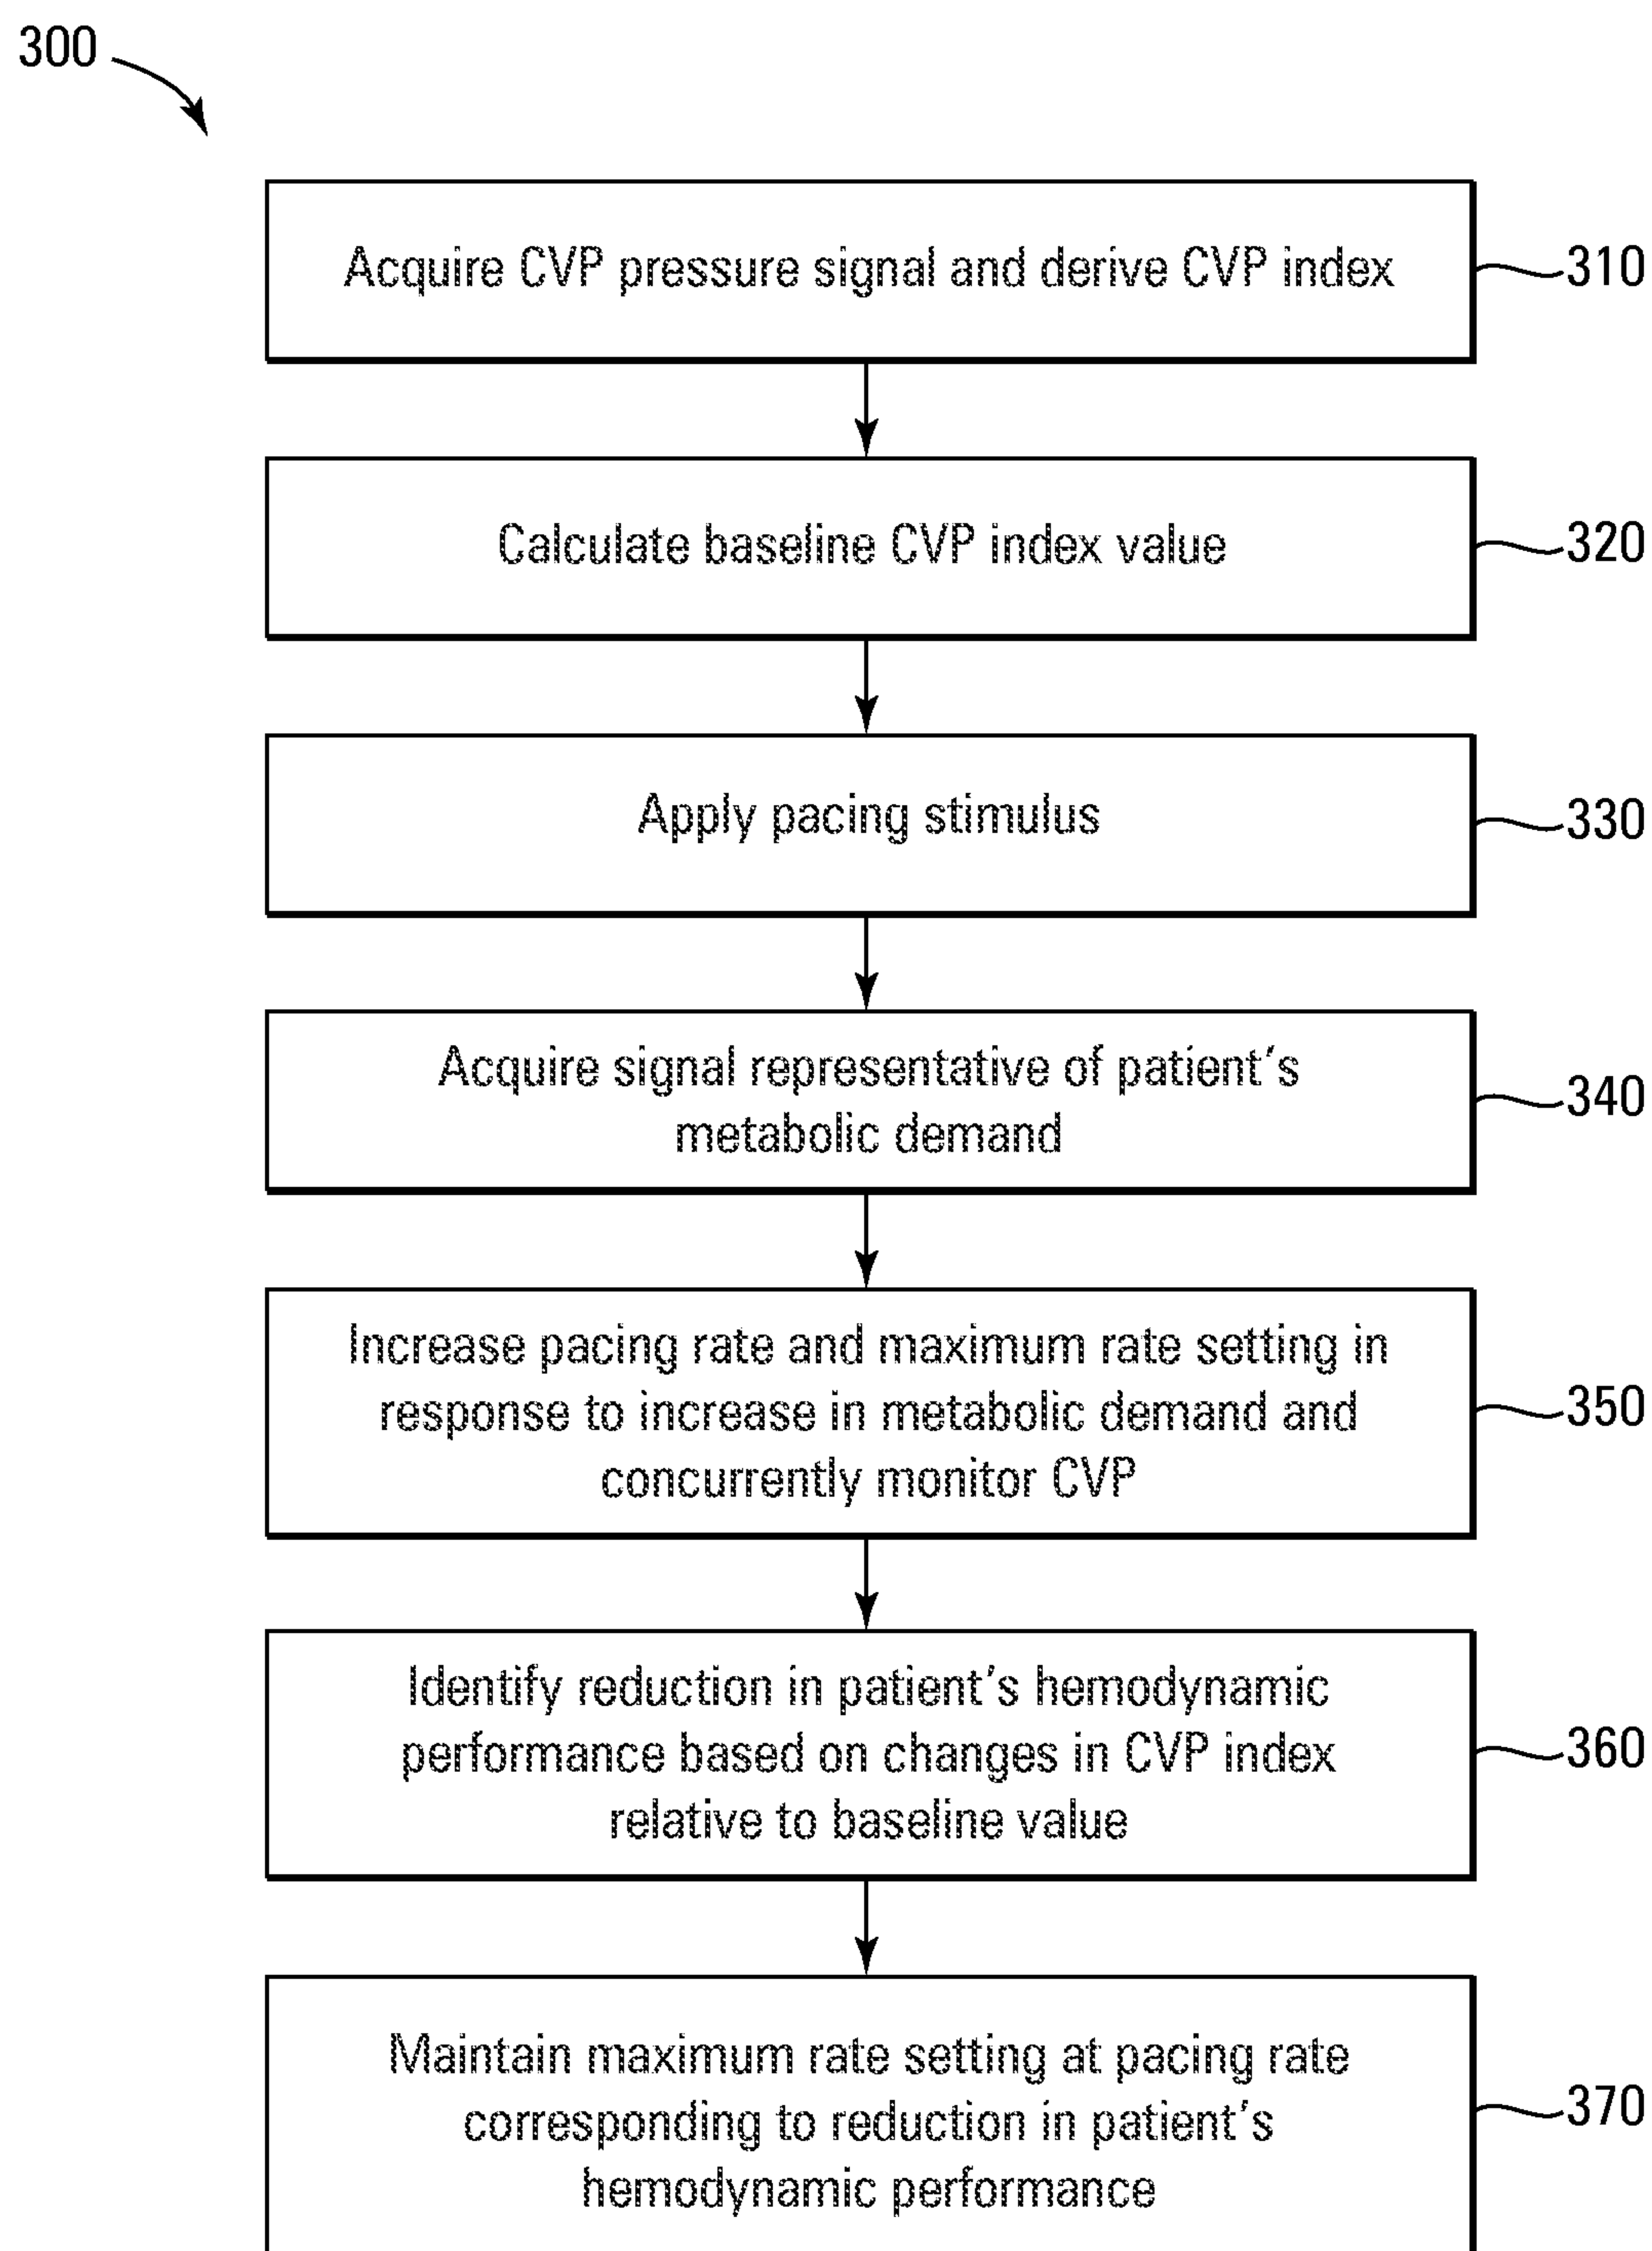 300
Acquire CVP pressure signal and derive CVP index
310
Calculate baseline CVP index value
320
Apply pacing stimulus
330
Acquire signal representative of patient's
metabolic demand
340
Increase pacing rate and maximum rate setting in
response to increase in metabolic demand and
concurrently monitor CVP
350
Identify reduction in patient's hemodynamic
performance based on changes in CVP index
relative to baseline value
360
Maintain maximum rate setting at pacing rate
corresponding to reduction in patient's
hemodynamic performance
370